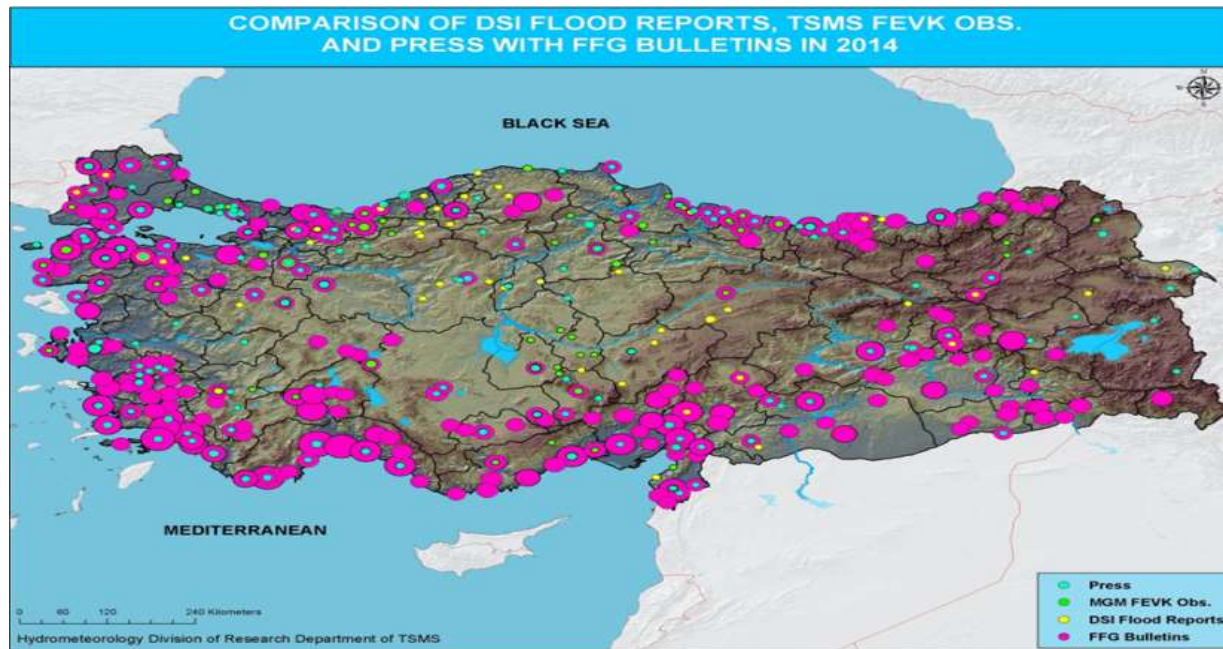 COMPARISON OF DSI FLOOD REPORTS, TSMS FEVK OBS.
AND PRESS WITH FFG BULLETINS IN 2014
BLACK SEA
MEDITERRANEAN
0 60 120 240 Kilometers
Hydrometeorology Division of Research Department of TSMS
Press
MGM FEVK Obs.
DSI Flood Reports
FFG Bulletins